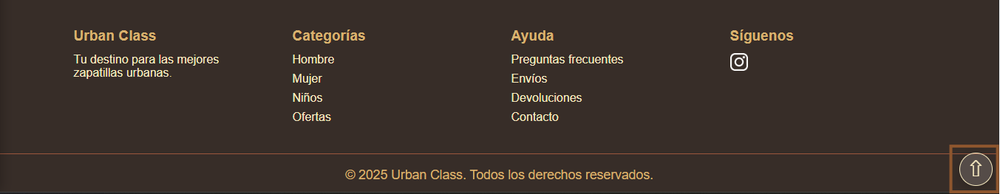 Urban Class
Tu destino para las mejores
zapatillas urbanas.
Categorías
Hombre
Mujer
Niños
Ofertas
Ayuda
Preguntas frecuentes
Envíos
Devoluciones
Contacto
Síguenos
© 2025 Urban Class. Todos los derechos reservados.
⇧